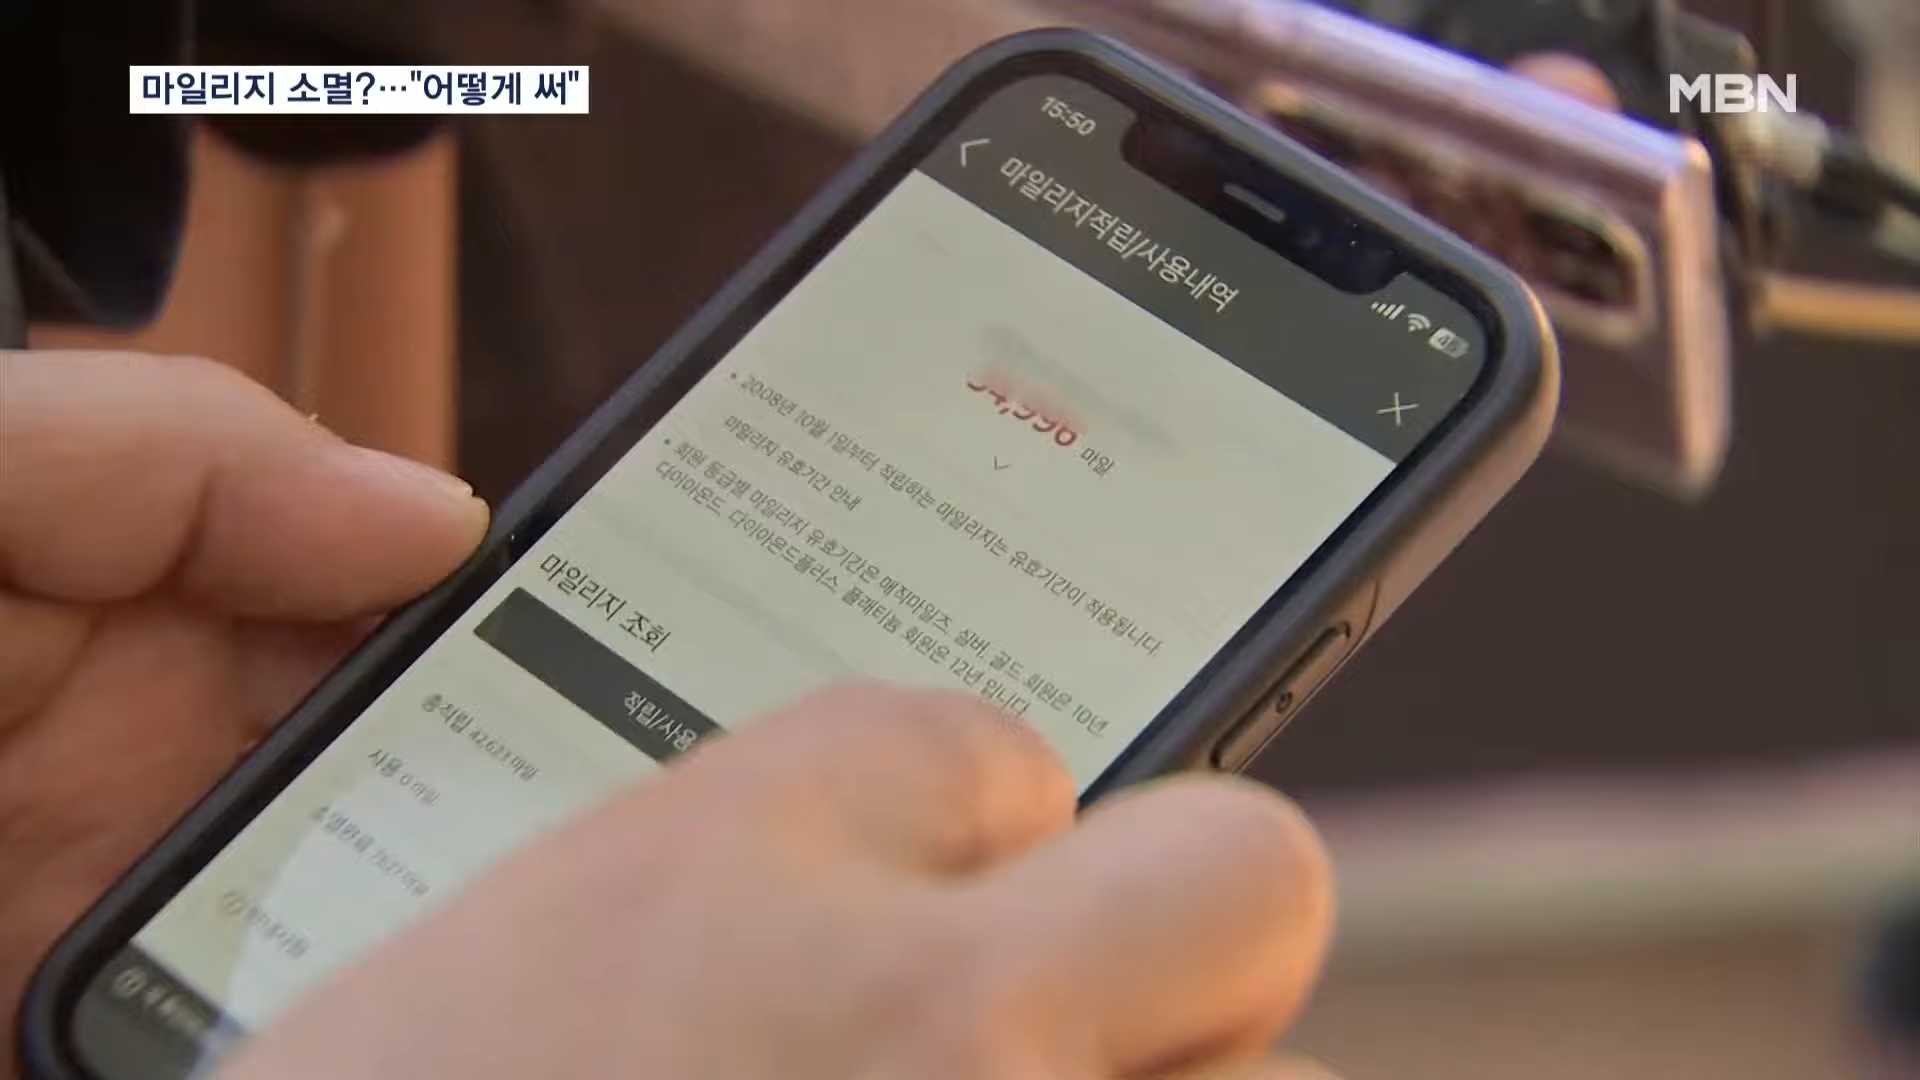 마일리지 소멸?…"어떻게 써"
MBN
15:50
마일리지적립/사용내역
마일
• 2008년 10월 1일부터 적립하는 마일리지는 유효기간이 적용됩니다.
마일리지 유효기간 안내
• 회원 등급별 마일리지 유효기간은 매직마일즈, 실버, 골드 회원은 10년,
다이아몬드, 다이아몬드플러스, 플래티늄 회원은 12년 입니다.
마일리지 조회
적립/사용
총적립 42,623 마일
사용 0 마일